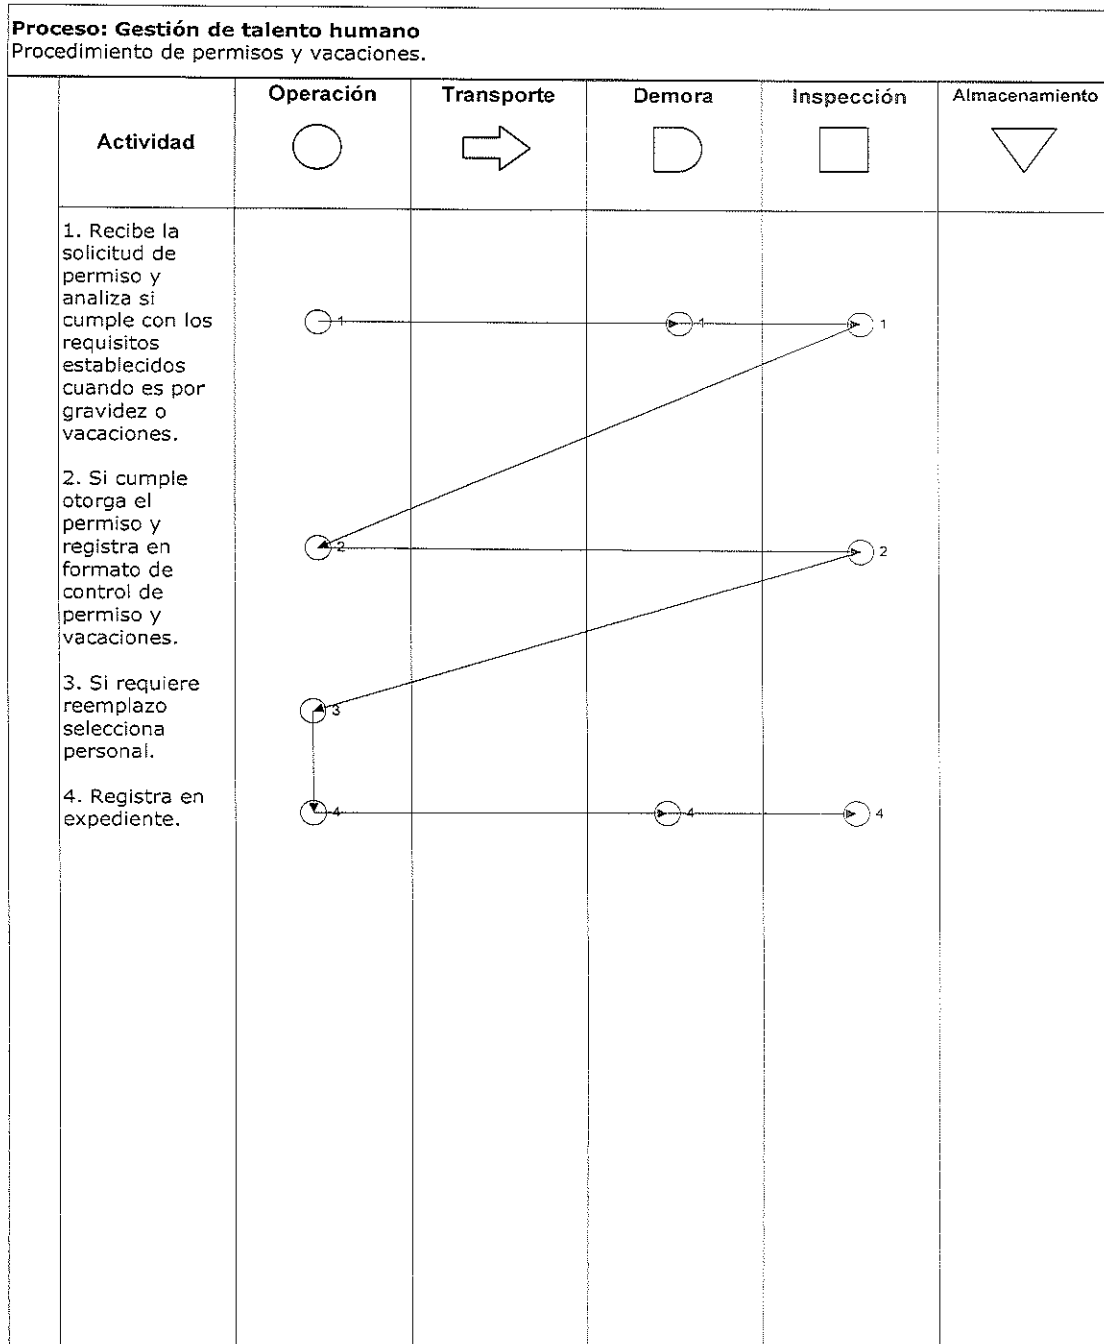 Proceso: Gestión de talento humano
Procedimiento de permisos y vacaciones.
Actividad
Operación
Transporte
Demora
Inspección
Almacenamiento
1. Recibe la
solicitud de
permiso y
analiza si
cumple con los
requisitos
establecidos
cuando es por
gravidez o
vacaciones.
1
1
1
2. Si cumple
otorga el
permiso y
registra en
formato de
control de
permiso y
vacaciones.
2
2
3. Si requiere
reemplazo
selecciona
personal.
3
4. Registra en
expediente.
4
4
4